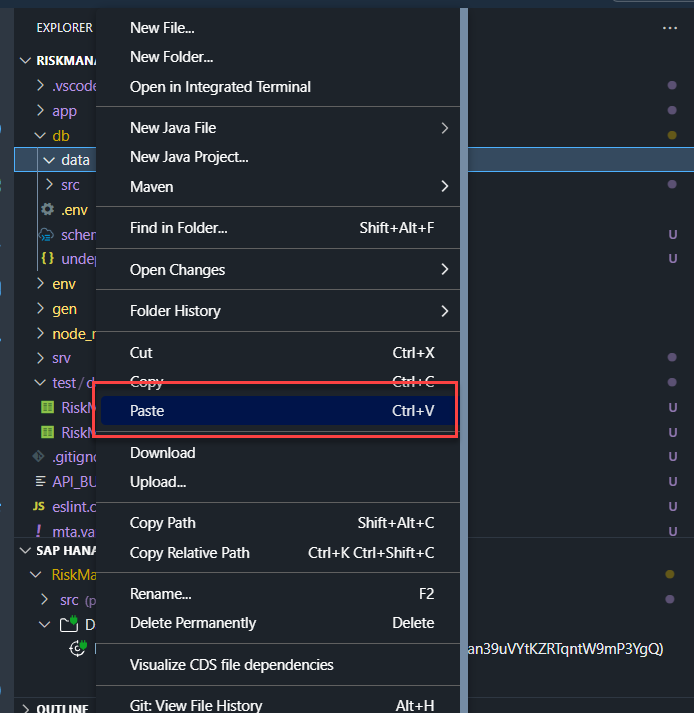 EXPLORER
New File...
New Folder...
RISKMANA
Open in Integrated Terminal
.vscode
app
New Java File
db
New Java Project...
data
src
Maven
.env
Find in Folder... Shift+Alt+F
schem
U
undep
U
Open Changes
env
gen
Folder History
node_m
srv
Cut Ctrl+X
test/d
Copy Ctrl+C
RiskM
Paste Ctrl+V
U
RiskM
U
.gitigno
Download
U
API_BU
Upload...
U
JS eslint.c
U
Copy Path Shift+Alt+C
! mta.ya
U
SAP HANA
Copy Relative Path Ctrl+K Ctrl+Shift+C
RiskMa
Rename... F2
src (p
D
Delete Permanently Delete
an39uVYtKZRTqntW9mP3YgQ)
Visualize CDS file dependencies
OUTLINE
Git: View File History Alt+H